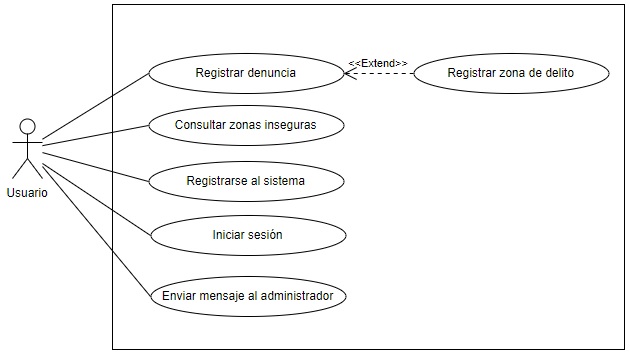 <<Extend>>
Registrar denuncia
Registrar zona de delito
Consultar zonas inseguras
Registrarse al sistema
Usuario
Iniciar sesión
Enviar mensaje al administrador